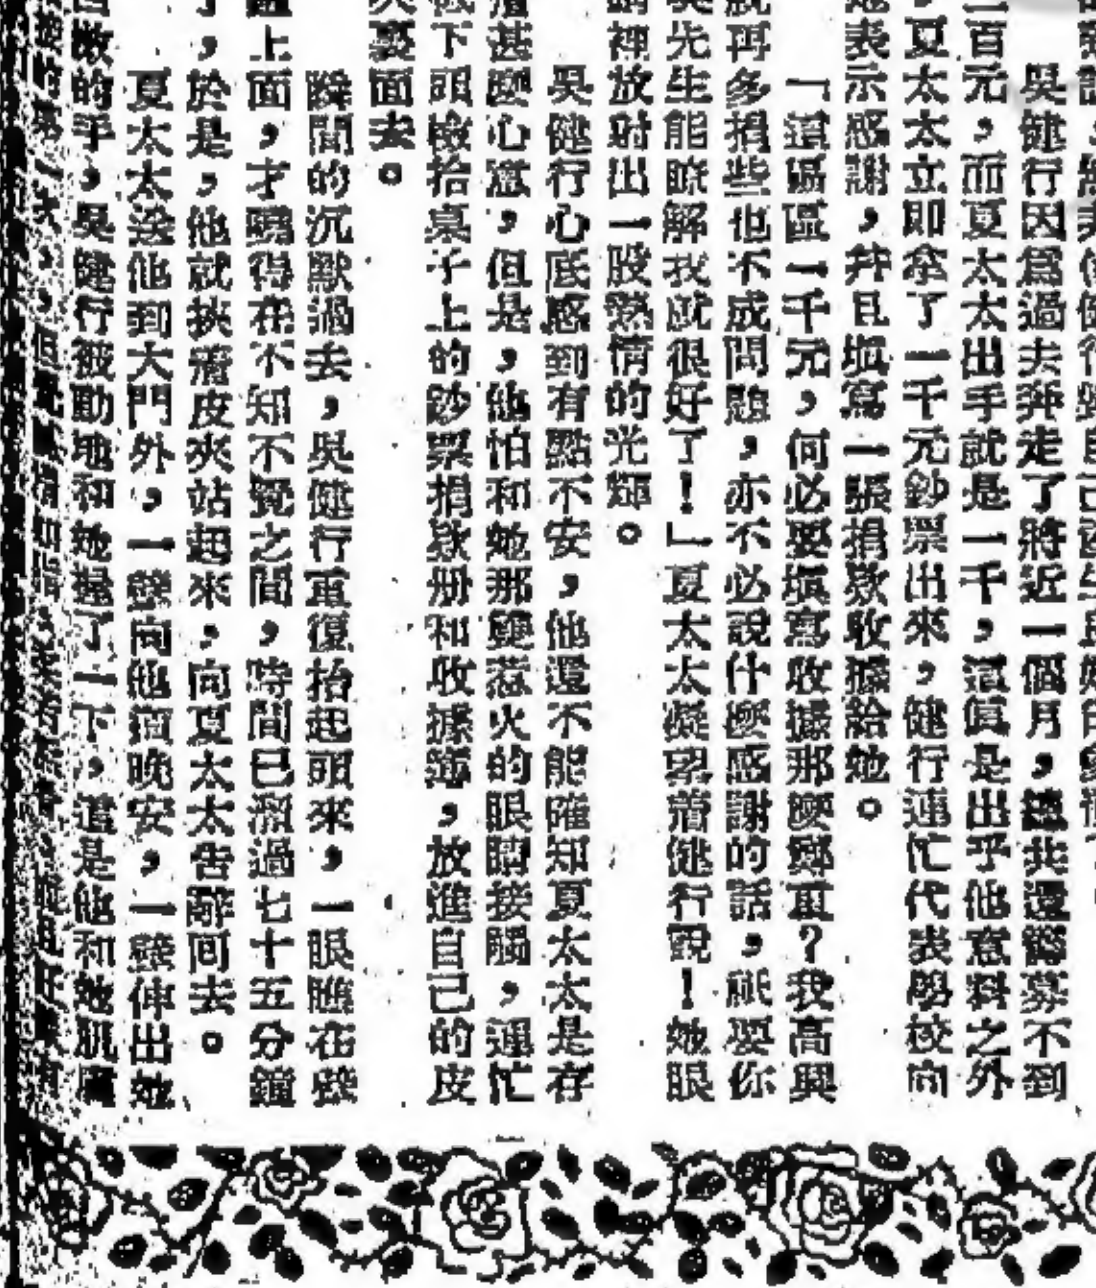 吳健行因爲過去奔走了將近一個月，總共還籌募不到
百元，而夏太太出手就是一千，這眞是出乎他意料之外
，夏太太立即拿了一千元鈔票出來，健行連忙代表學校向
她表示感謝，幷且塡寫一張捐欵收據給她。
「這區區一千元，何必要塡寫收據那麽鄭重？我高興
就再多捐些也不成問題，亦不必說什麽感謝的話，祇要你
吳先生能瞭解我就很好了！」夏太太凝望着健行說！她眼
睛裡放射出一股熱情的光輝。
吳健行心底感到有點不安，他還不能確知夏太太是存
着甚麽心意，但是，他怕和她那雙惹火的眼睛接觸，連忙
低下頭檢拾桌子上的鈔票捐欵册和收據簿，放進自己的皮
夾裏面去。
瞬間的沉默過去，吳健行重復抬起頭來，一眼瞧在壁
上面，才曉得在不知不覺之間，時間已溜過七十五分鐘
了，於是，他就挾着皮夾站起來，向夏太太告辭回去。
夏太太送他到大門外，一壁向他道晚安，一壁伸出她
的手，吳健行被動地和她握了一下，這是他和她肌膚